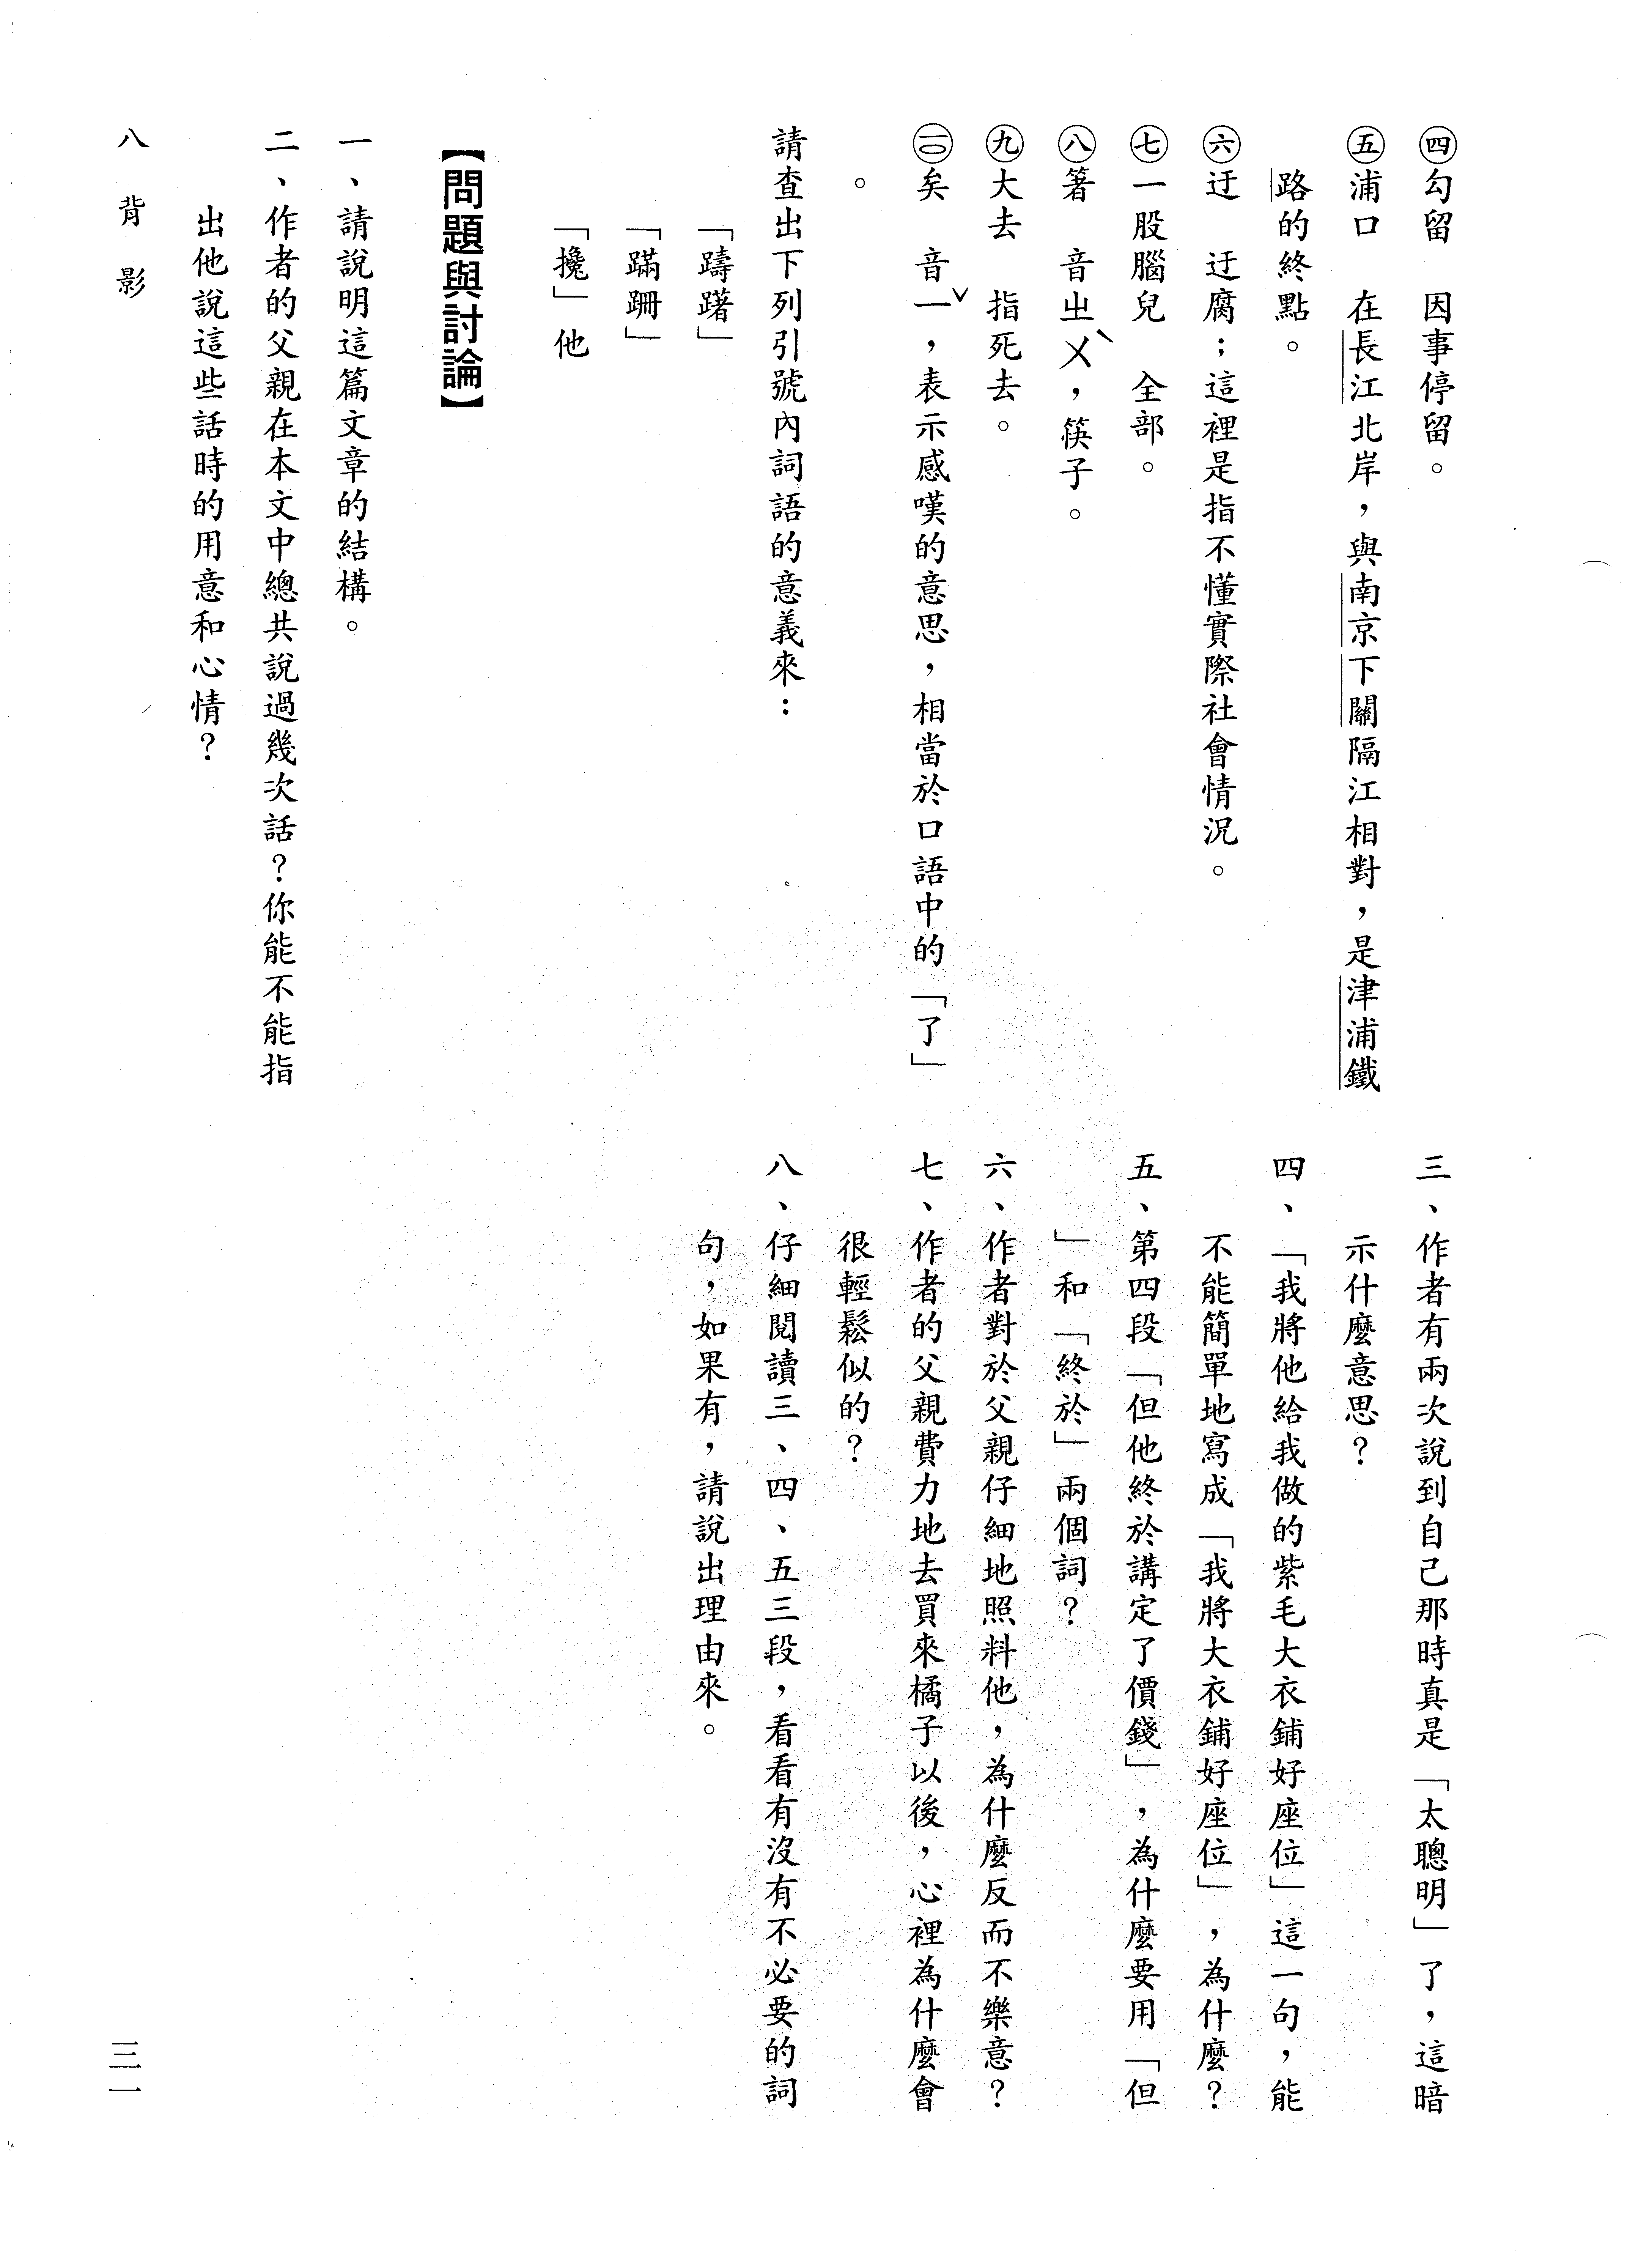 ㊃勾留　因事停留。
㊄浦口　在長江北岸，與南京下關隔江相對，是津浦鐵
路的終點。
㊅迂　迂腐；這裡是指不懂實際社會情況。
㊆一股腦兒　全部。
㊇箸　音ㄓㄨˋ，筷子。
㊈大去　指死去。
㊀〇矣　音ㄧˇ，表示感嘆的意思，相當於口語中的「了」
。
請查出下列引號內詞語的意義來：
「躊躇」
「蹣跚」
「攙」他
【問題與討論】
一、請說明這篇文章的結構。
二、作者的父親在本文中總共說過幾次話？你能不能指
出他說這些話時的用意和心情？
三、作者有兩次說到自己那時真是「太聰明」了，這暗
示什麼意思？
四、「我將他給我做的紫毛大衣鋪好座位」這一句，能
不能簡單地寫成「我將大衣鋪好座位」，為什麼？
五、第四段「但他終於講定了價錢」，為什麼要用「但
」和「終於」兩個詞？
六、作者對於父親仔細地照料他，為什麼反而不樂意？
七、作者的父親費力地去買來橘子以後，心裡為什麼會
很輕鬆似的？
八、仔細閱讀三、四、五三段，看看有沒有不必要的詞
句，如果有，請說出理由來。
八　背　影
三一